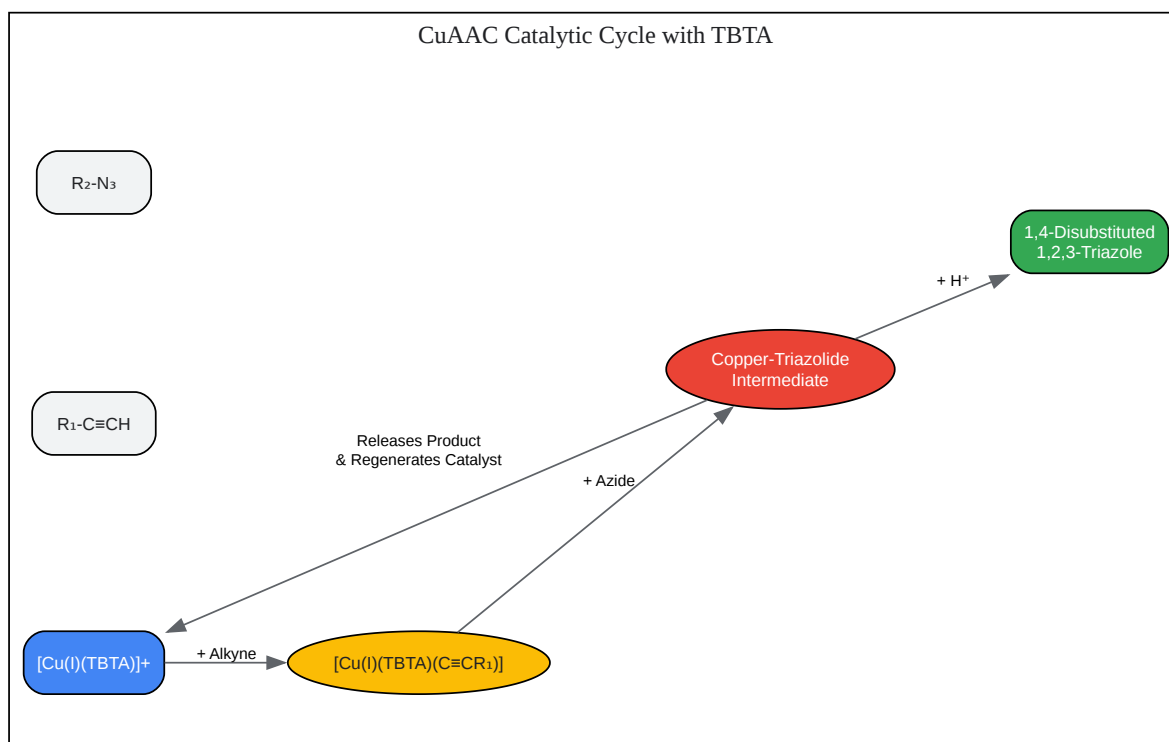 CuAAC Catalytic Cycle with TBTA
R₂-N₃
1,4-Disubstituted
1,2,3-Triazole
+ H⁺
Copper-Triazolide
Intermediate
R₁-C≡CH
Releases Product
& Regenerates Catalyst
+ Azide
[Cu(I)(TBTA)]+
+ Alkyne
[Cu(I)(TBTA)(C≡CR₁)]